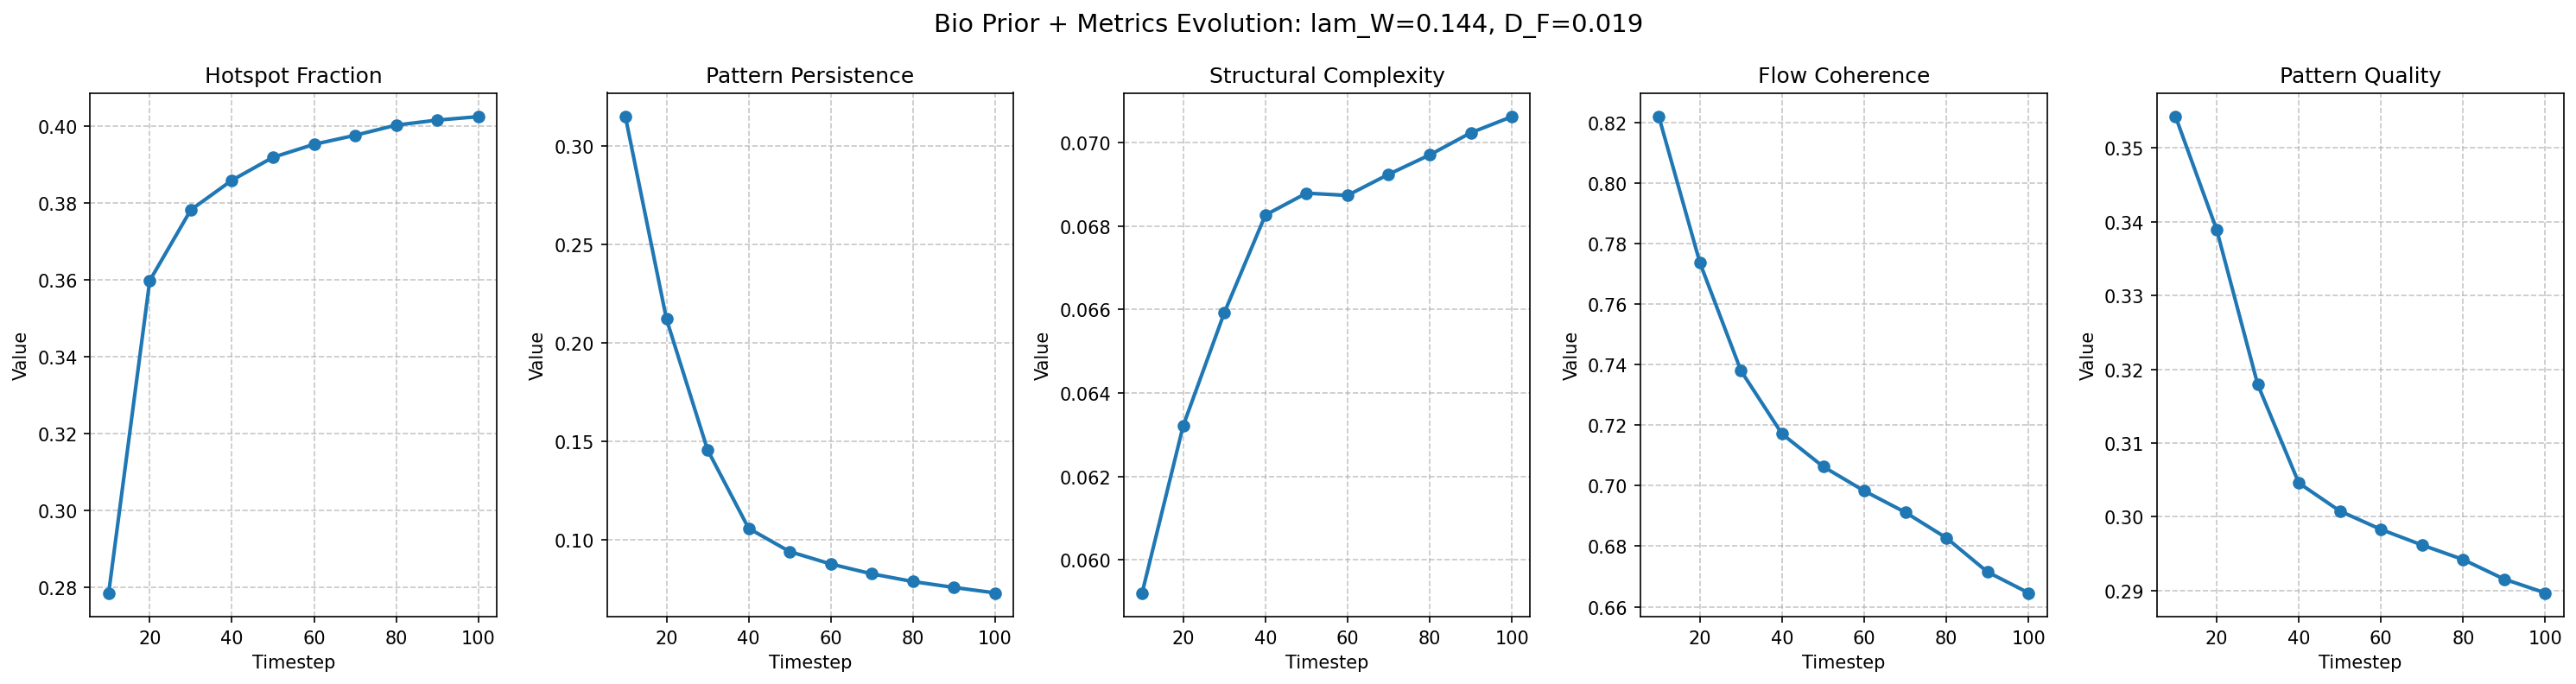 Bio Prior + Metrics Evolution: lam_W=0.144, D_F=0.019
Hotspot Fraction
Value
0.40
0.38
0.36
0.34
0.32
0.30
0.28
20 40 60 80 100
Timestep
Pattern Persistence
Value
0.30
0.25
0.20
0.15
0.10
20 40 60 80 100
Timestep
Structural Complexity
Value
0.070
0.068
0.066
0.064
0.062
0.060
20 40 60 80 100
Timestep
Flow Coherence
Value
0.82
0.80
0.78
0.76
0.74
0.72
0.70
0.68
0.66
20 40 60 80 100
Timestep
Pattern Quality
Value
0.35
0.34
0.33
0.32
0.31
0.30
0.29
20 40 60 80 100
Timestep